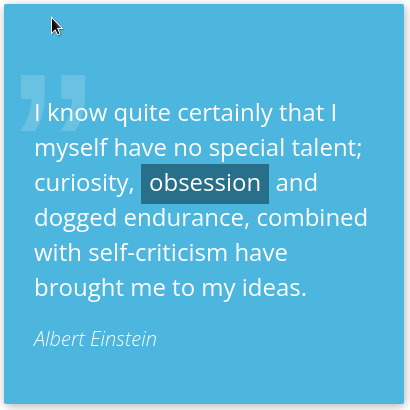 ”
I know quite certainly that I
myself have no special talent;
curiosity, obsession and
dogged endurance, combined
with self-criticism have
brought me to my ideas.
Albert Einstein